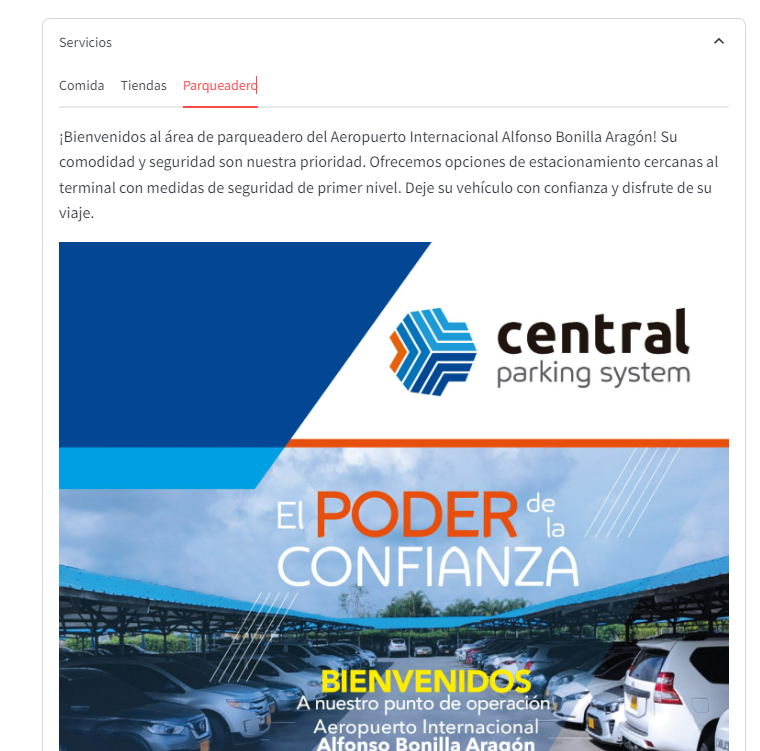 Servicios
Comida Tiendas Parqueadero
¡Bienvenidos al área de parqueadero del Aeropuerto Internacional Alfonso Bonilla Aragón! Su
comodidad y seguridad son nuestra prioridad. Ofrecemos opciones de estacionamiento cercanas al
terminal con medidas de seguridad de primer nivel. Deje su vehículo con confianza y disfrute de su
viaje.
central
parking system
El PODER de la
CONFIANZA
BIENVENIDOS
A nuestro punto de operación
Aeropuerto Internacional
Alfonso Bonilla Aragón